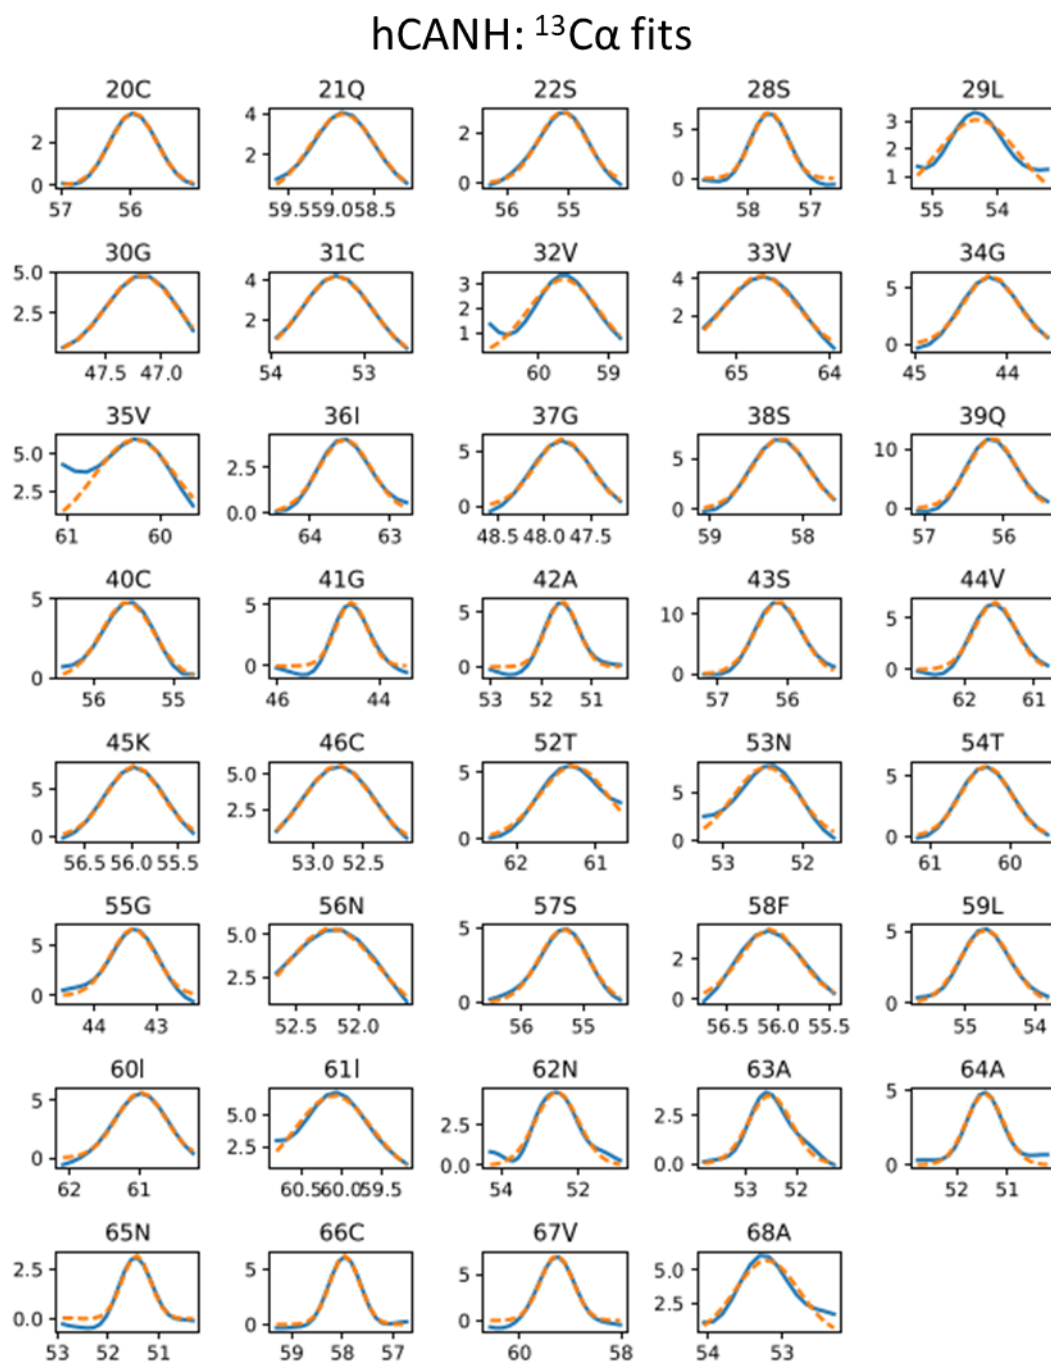 hCANH: ¹³Cα fits
20C 21Q 22S 28S 29L
2 0 4 2 2 0 5 0 3 2 1
57 56 59.559.058.5 56 55 58 57 55 54
30G 31C 32V 33V 34G
5.0 2.5 4 2 3 2 1 4 2 5 0
47.5 47.0 54 53 60 59 65 64 45 44
35V 36I 37G 38S 39Q
5.0 2.5 2.5 0.0 5 0 5 0 10 0
61 60 64 63 48.5 48.0 47.5 59 58 57 56
40C 41G 42A 43S 44V
5 0 5 0 5 0 10 0 5 0
56 55 46 44 53 52 51 57 56 62 61
45K 46C 52T 53N 54T
5 0 5.0 2.5 5 0 5 0 5 0
56.5 56.0 55.5 53.0 52.5 62 61 53 52 61 60
55G 56N 57S 58F 59L
5 0 5.0 2.5 5 0 2 0 5 0
44 43 52.5 52.0 56 55 56.5 56.0 55.5 55 54
60I 61I 62N 63A 64A
5 0 5.0 2.5 2.5 0.0 2.5 0.0 5 0
62 61 60.560.059.5 54 52 53 52 52 51
65N 66C 67V 68A
2.5 0.0 5 0 5 0 5.0 2.5
53 52 51 59 58 57 60 58 54 53